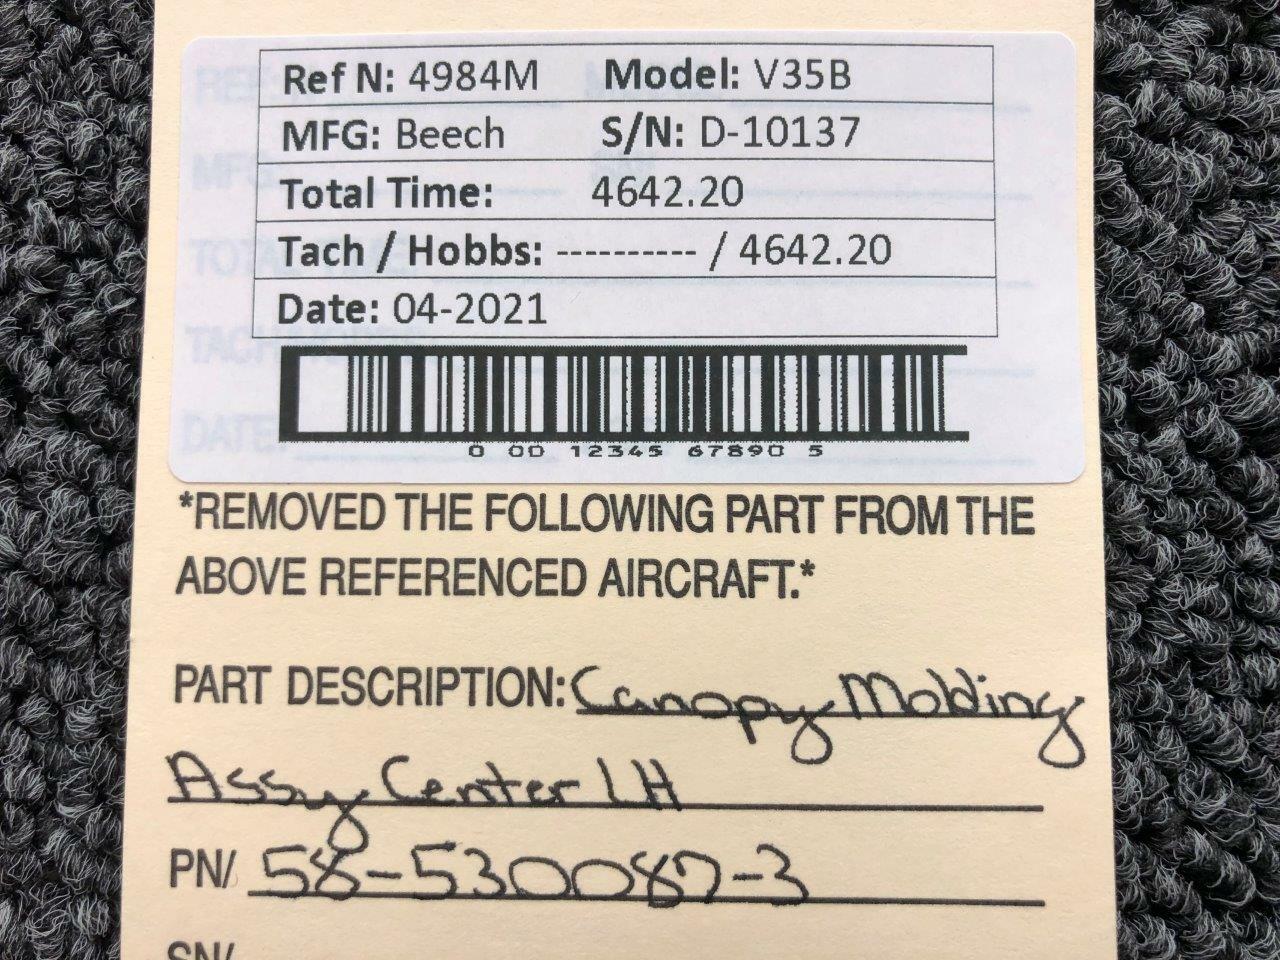 Ref N: 4984M Model: V35B
MFG: Beech S/N: D-10137
Total Time: 4642.20
Tach / Hobbs: ---------- / 4642.20
Date: 04-2021
0 00 12345 67890 5
*REMOVED THE FOLLOWING PART FROM THE
ABOVE REFERENCED AIRCRAFT.*
PART DESCRIPTION: Canopy Molding
Assy Center LH
PN/ 58-530087-3
SN/